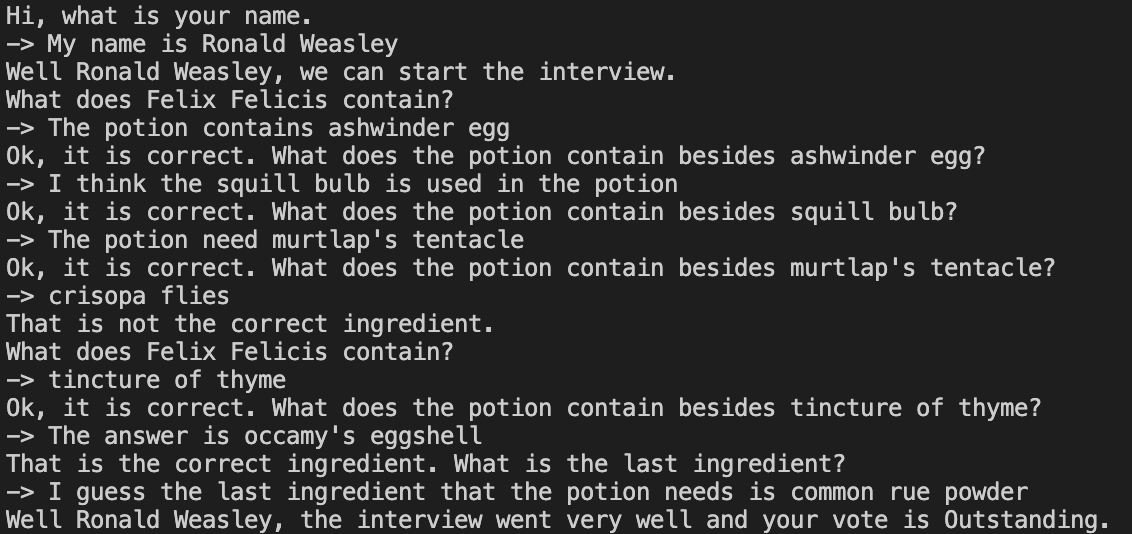 Hi, what is your name.
—> My name is Ronald Weasley
Well Ronald Weasley, we can start the interview.
What does Felix Felicis contain?
—> The potion contains ashwinder egg
Ok, it is correct. What does the potion contain besides ashwinder egg?
—> I think the squill bulb is used in the potion
Ok, it is correct. What does the potion contain besides squill bulb?
—> The potion need murtlap's tentacle
Ok, it is correct. What does the potion contain besides murtlap's tentacle?
—> crisopa flies
That is not the correct ingredient.
What does Felix Felicis contain?
—> tincture of thyme
Ok, it is correct. What does the potion contain besides tincture of thyme?
—> The answer is occamy's eggshell
That is the correct ingredient. What is the last ingredient?
—> I guess the last ingredient that the potion needs is common rue powder
Well Ronald Weasley, the interview went very well and your vote is Outstanding.